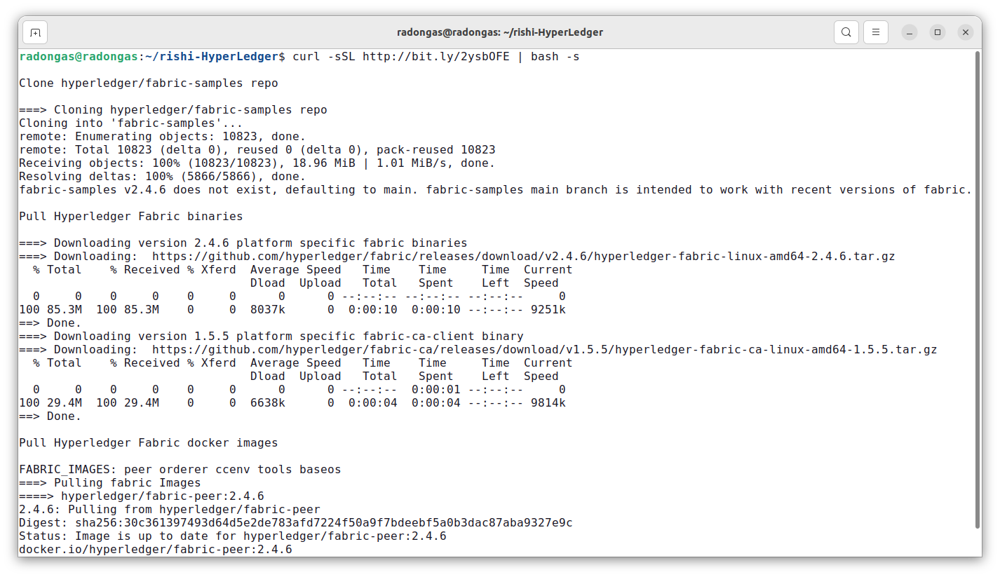 radongas@radongas: ~/rishi-HyperLedger
radongas@radongas:~/rishi-HyperLedger$ curl -sSL http://bit.ly/2ysbOFE | bash -s
Clone hyperledger/fabric-samples repo
===> Cloning hyperledger/fabric-samples repo
Cloning into 'fabric-samples'...
remote: Enumerating objects: 10823, done.
remote: Total 10823 (delta 0), reused 0 (delta 0), pack-reused 10823
Receiving objects: 100% (10823/10823), 18.96 MiB | 1.01 MiB/s, done.
Resolving deltas: 100% (5866/5866), done.
fabric-samples v2.4.6 does not exist, defaulting to main. fabric-samples main branch is intended to work with recent versions of fabric.
Pull Hyperledger Fabric binaries
===> Downloading version 2.4.6 platform specific fabric binaries
===> Downloading:  https://github.com/hyperledger/fabric/releases/download/v2.4.6/hyperledger-fabric-linux-amd64-2.4.6.tar.gz
  % Total    % Received % Xferd  Average Speed   Time    Time     Time  Current
                                 Dload  Upload   Total   Spent    Left  Speed
  0     0    0     0    0     0      0      0 --:--:-- --:--:-- --:--:--     0
100 85.3M  100 85.3M    0     0  8037k      0  0:00:10  0:00:10 --:--:-- 9251k
==> Done.
===> Downloading version 1.5.5 platform specific fabric-ca-client binary
===> Downloading:  https://github.com/hyperledger/fabric-ca/releases/download/v1.5.5/hyperledger-fabric-ca-linux-amd64-1.5.5.tar.gz
  % Total    % Received % Xferd  Average Speed   Time    Time     Time  Current
                                 Dload  Upload   Total   Spent    Left  Speed
  0     0    0     0    0     0      0      0 --:--:--  0:00:01 --:--:--     0
100 29.4M  100 29.4M    0     0  6638k      0  0:00:04  0:00:04 --:--:-- 9814k
==> Done.
Pull Hyperledger Fabric docker images
FABRIC_IMAGES: peer orderer ccenv tools baseos
===> Pulling fabric Images
====> hyperledger/fabric-peer:2.4.6
2.4.6: Pulling from hyperledger/fabric-peer
Digest: sha256:30c361397493d64d5e2de783afd7224f50a9f7bdeebf5a0b3dac87aba9327e9c
Status: Image is up to date for hyperledger/fabric-peer:2.4.6
docker.io/hyperledger/fabric-peer:2.4.6